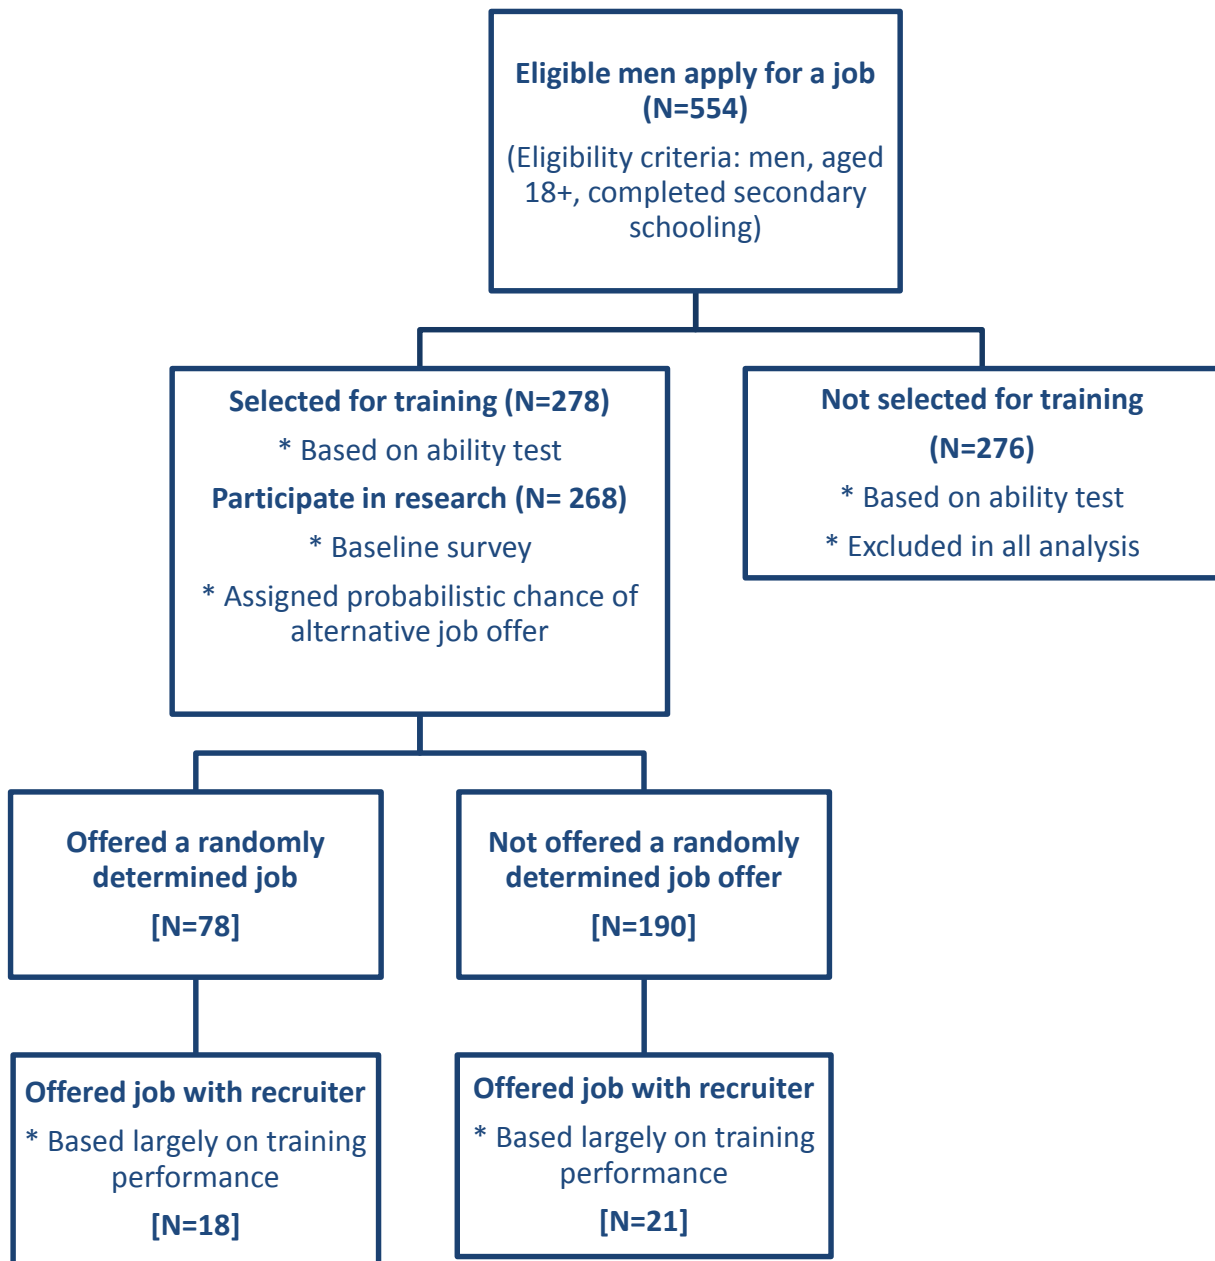 Eligible men apply for a job
(N=554)
(Eligibility criteria: men, aged
18+, completed secondary
schooling)
Selected for training (N=278)
* Based on ability test
Participate in research (N= 268)
* Baseline survey
* Assigned probabilistic chance of
alternative job offer
Not selected for training
(N=276)
* Based on ability test
* Excluded in all analysis
Offered a randomly
determined job
[N=78]
Not offered a randomly
determined job offer
[N=190]
Offered job with recruiter
* Based largely on training
performance
[N=18]
Offered job with recruiter
* Based largely on training
performance
[N=21]